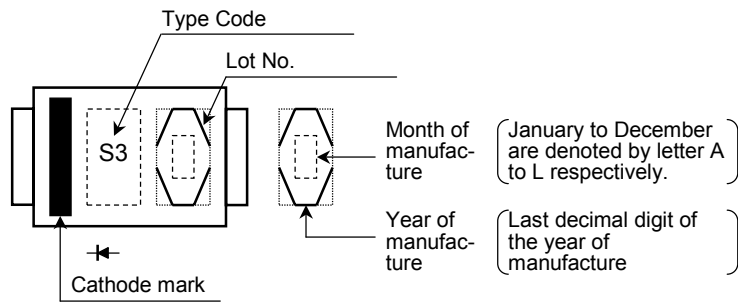 Type Code
Lot No.
S3
Month of
manufac-
ture
January to December
are denoted by letter A
to L respectively.
Year of
manufac-
ture
Last decimal digit of
the year of
manufacture
Cathode mark